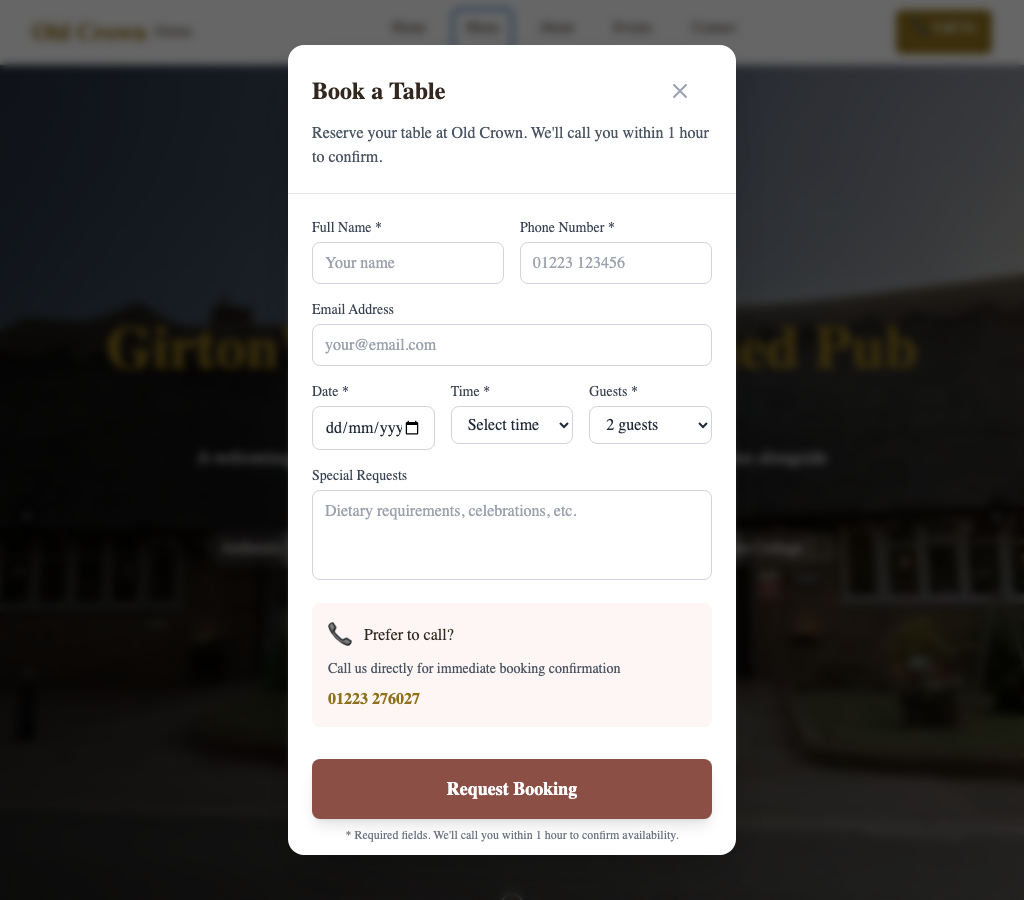 Old Crown Girton
Home Menu About Events Contact
Book a Table
Reserve your table at Old Crown. We'll call you within 1 hour
to confirm.
Full Name *
Phone Number *
Your name
01223 123456
Email Address
your@email.com
Date *
Time *
Guests *
dd/mm/yyy
Select time
2 guests
Special Requests
Dietary requirements, celebrations, etc.
Girton'
ed Pub
A welcoming
alongside
Prefer to call?
Call us directly for immediate booking confirmation
01223 276027
Request Booking
* Required fields. We'll call you within 1 hour to confirm availability.